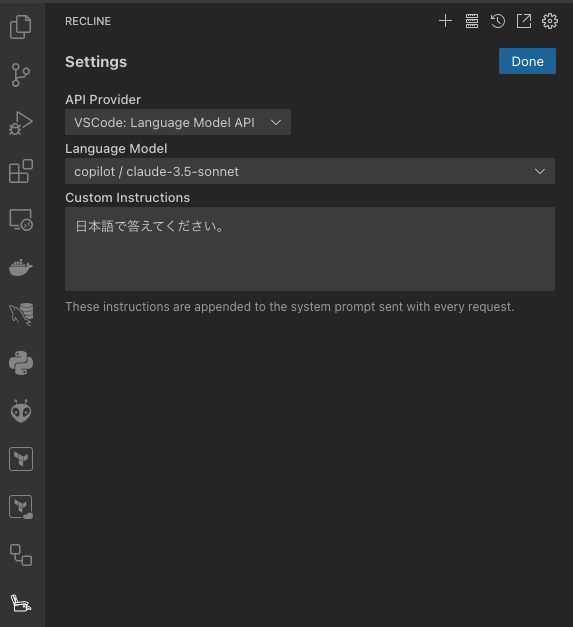 RECLINE
Settings
Done
API Provider
VSCode: Language Model API
Language Model
copilot / claude-3.5-sonnet
Custom Instructions
日本語で答えてください。
These instructions are appended to the system prompt sent with every request.